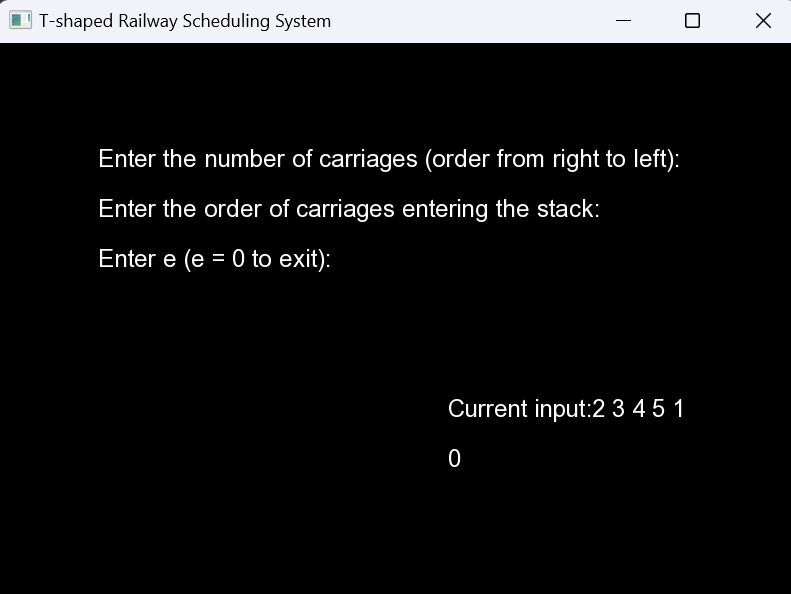 T-shaped Railway Scheduling System
Enter the number of carriages (order from right to left):
Enter the order of carriages entering the stack:
Enter e (e = 0 to exit):
Current input:2 3 4 5 1
0